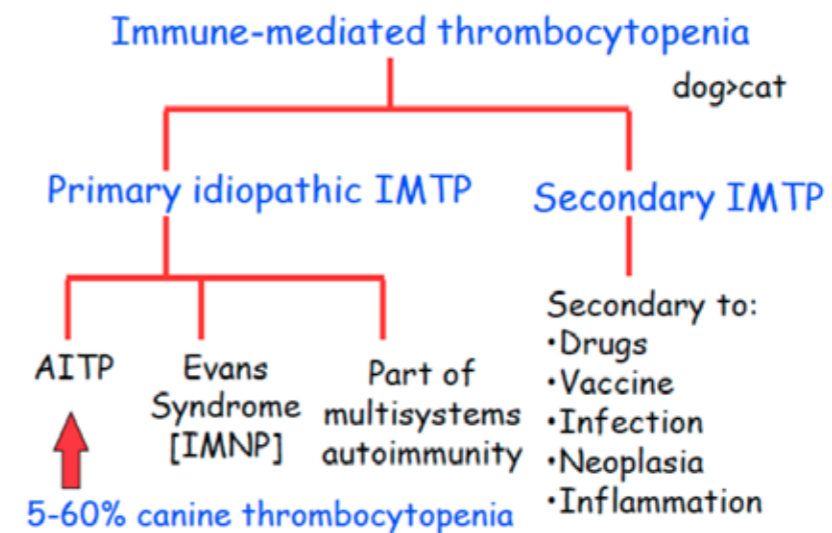 Immune-mediated thrombocytopenia
dog>cat
Primary idiopathic IMTP
Secondary IMTP
AITP
Evans
Syndrome
[IMNP]
Part of
multisystems
autoimmunity
5-60% canine thrombocytopenia
Secondary to:
•Drugs
•Vaccine
•Infection
•Neoplasia
•Inflammation